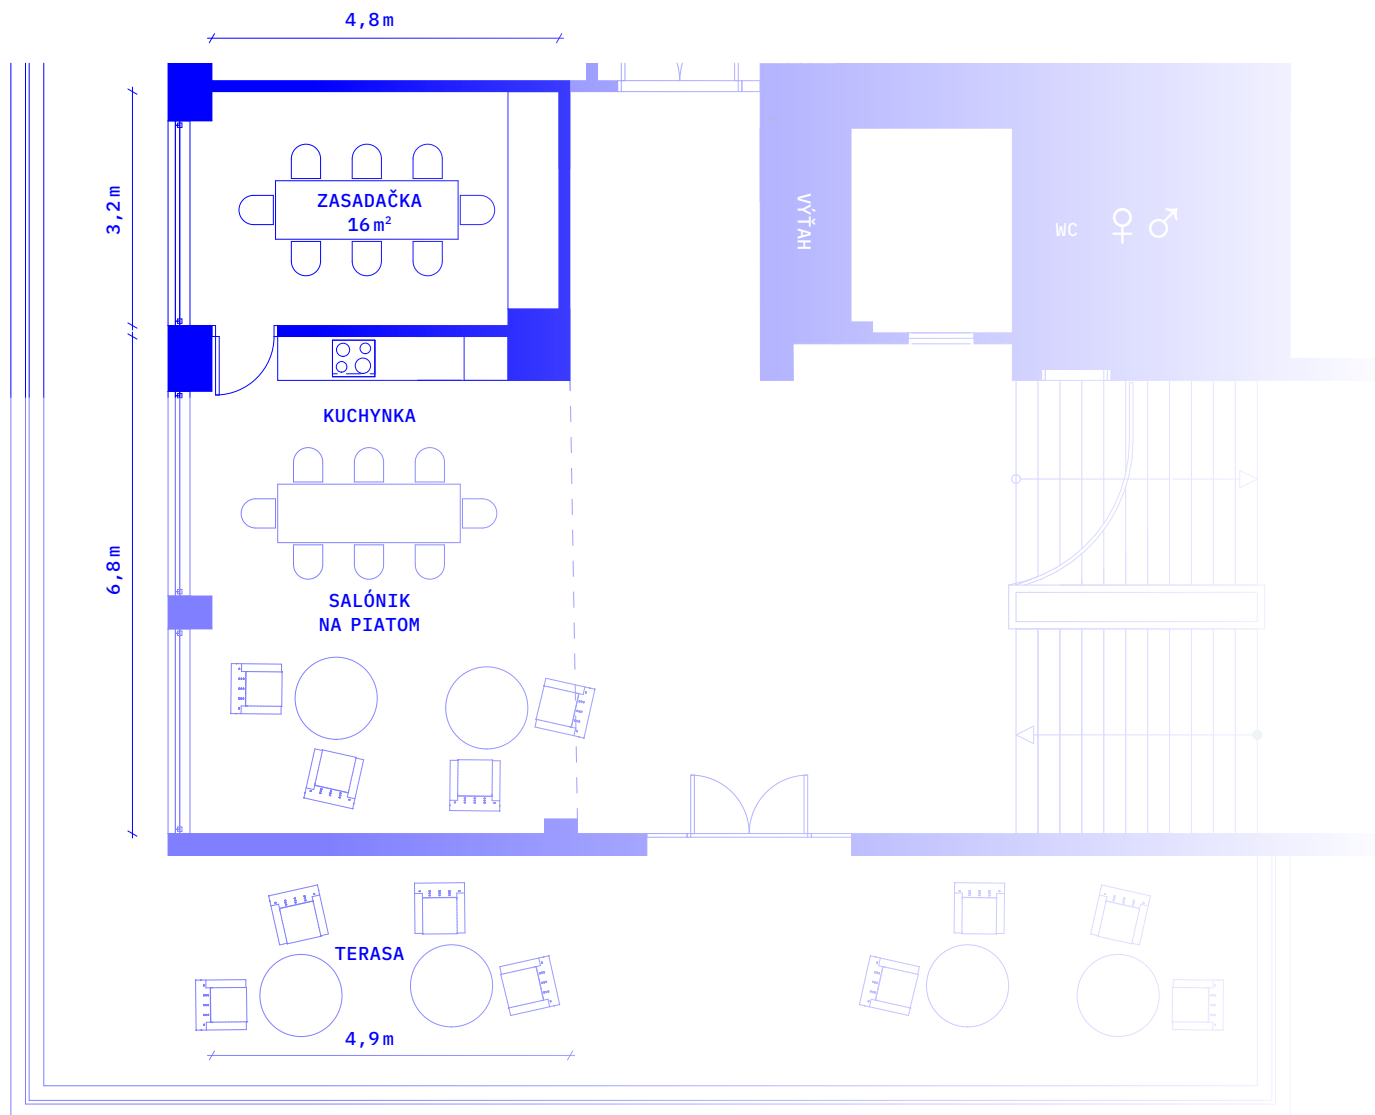 4,8m
3,2m
ZASADAČKA
16m²
VÝŤAH
WC
KUCHYNKA
6,8m
SALÓNIK
NA PIATOM
TERASA
4,9m